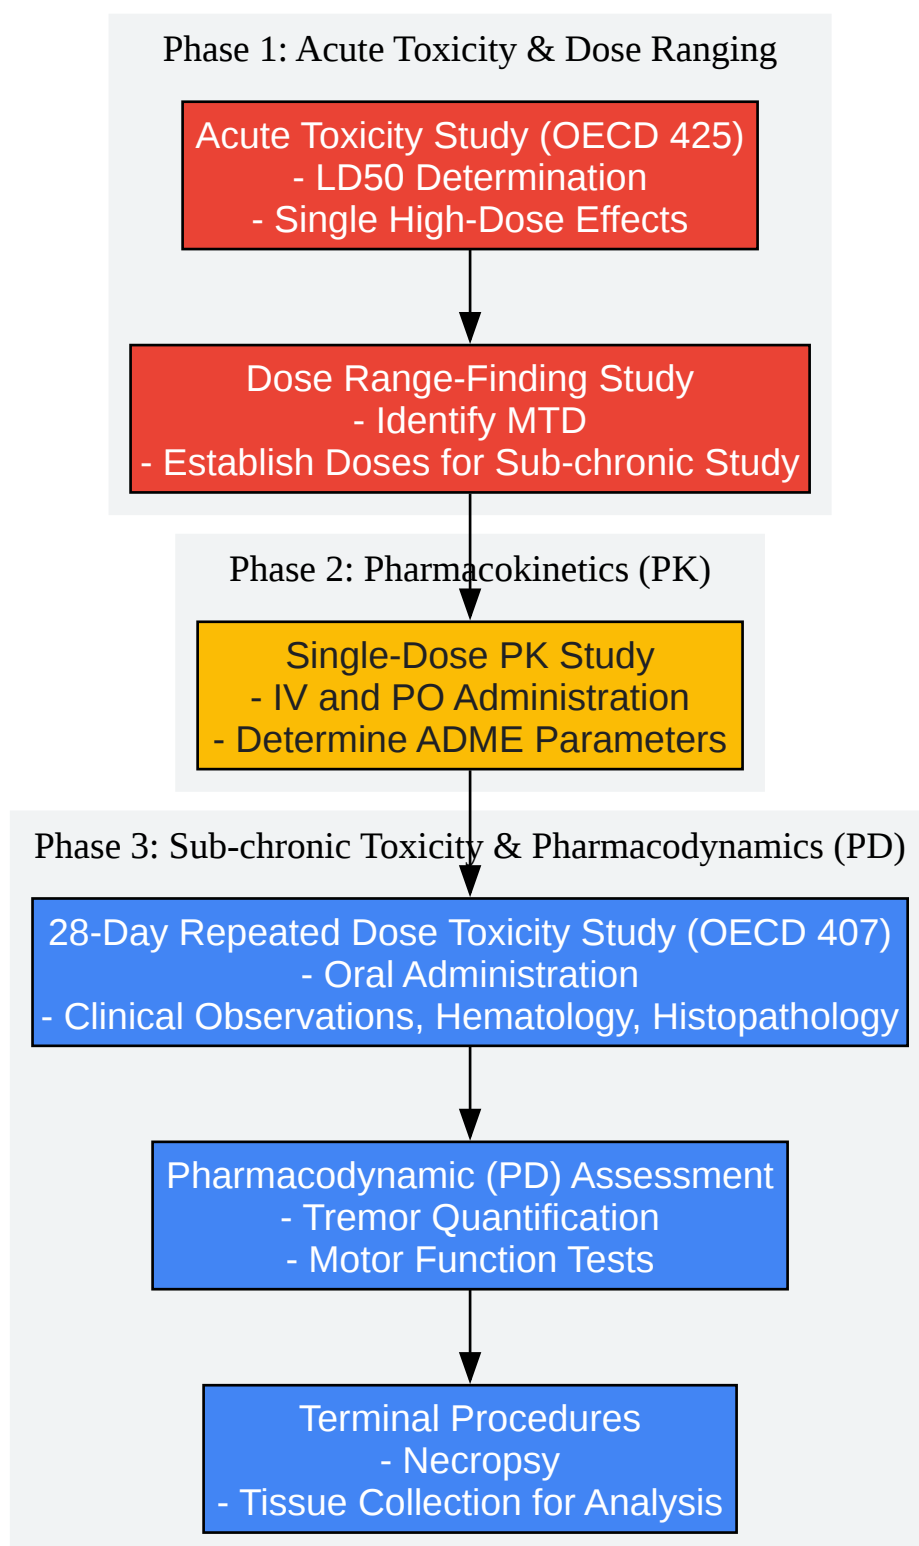 Phase 1: Acute Toxicity & Dose Ranging
Acute Toxicity Study (OECD 425)
- LD50 Determination
- Single High-Dose Effects
Dose Range-Finding Study
- Identify MTD
- Establish Doses for Sub-chronic Study
Phase 2: Pharmacokinetics (PK)
Single-Dose PK Study
- IV and PO Administration
- Determine ADME Parameters
Phase 3: Sub-chronic Toxicity & Pharmacodynamics (PD)
28-Day Repeated Dose Toxicity Study (OECD 407)
- Oral Administration
- Clinical Observations, Hematology, Histopathology
Pharmacodynamic (PD) Assessment
- Tremor Quantification
- Motor Function Tests
Terminal Procedures
- Necropsy
- Tissue Collection for Analysis